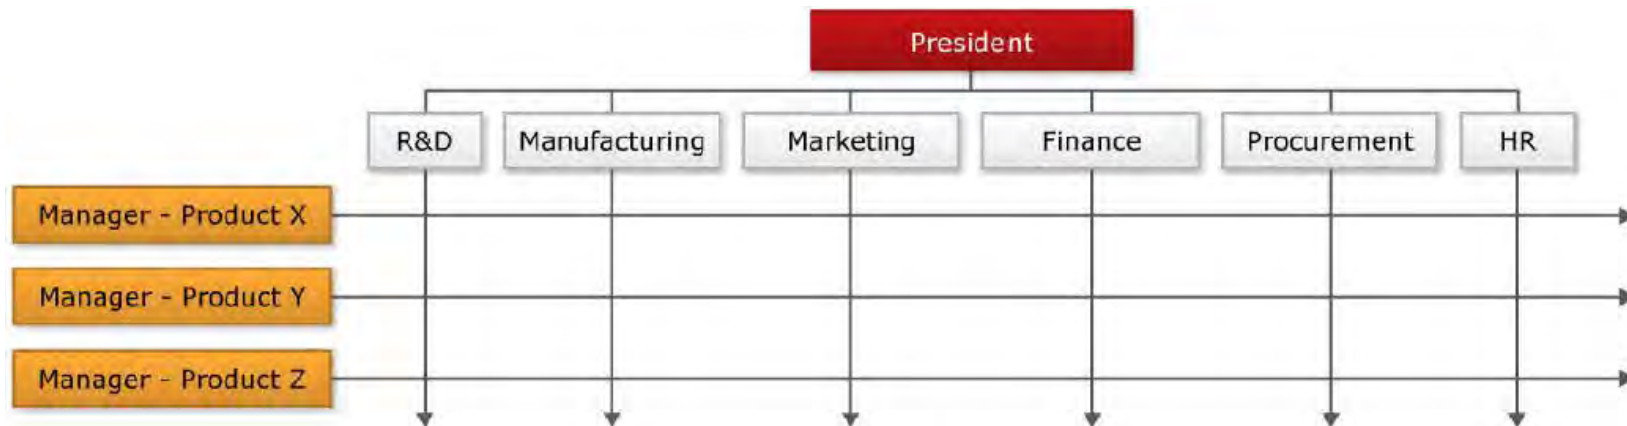 President
R&D
Manufacturing
Marketing
Finance
Procurement
HR
Manager - Product X
Manager - Product Y
Manager - Product Z